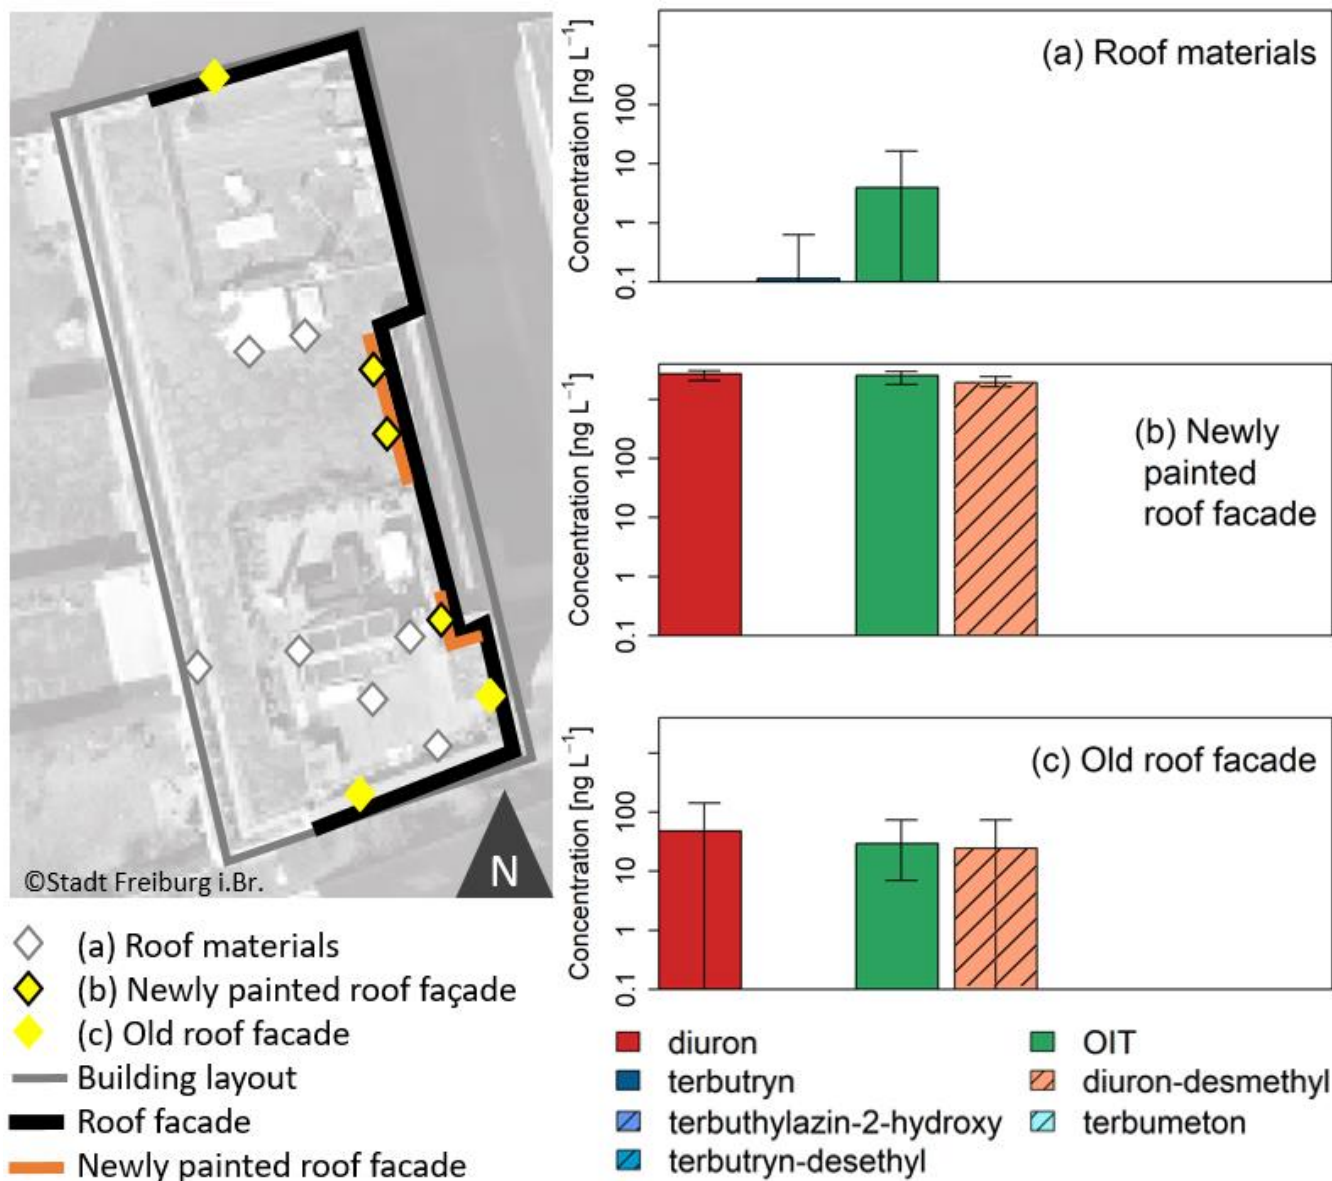 ©Stadt Freiburg i.Br.
N
(a) Roof materials
(b) Newly painted roof façade
(c) Old roof facade
Building layout
Roof facade
Newly painted roof facade
Concentration [ng L⁻¹]
100
10
1
0.1
(a) Roof materials
Concentration [ng L⁻¹]
100
10
1
0.1
(b) Newly
painted
roof facade
Concentration [ng L⁻¹]
100
10
1
0.1
(c) Old roof facade
diuron
terbutryn
terbuthylazin-2-hydroxy
terbutryn-desethyl
OIT
diuron-desmethyl
terbumeton